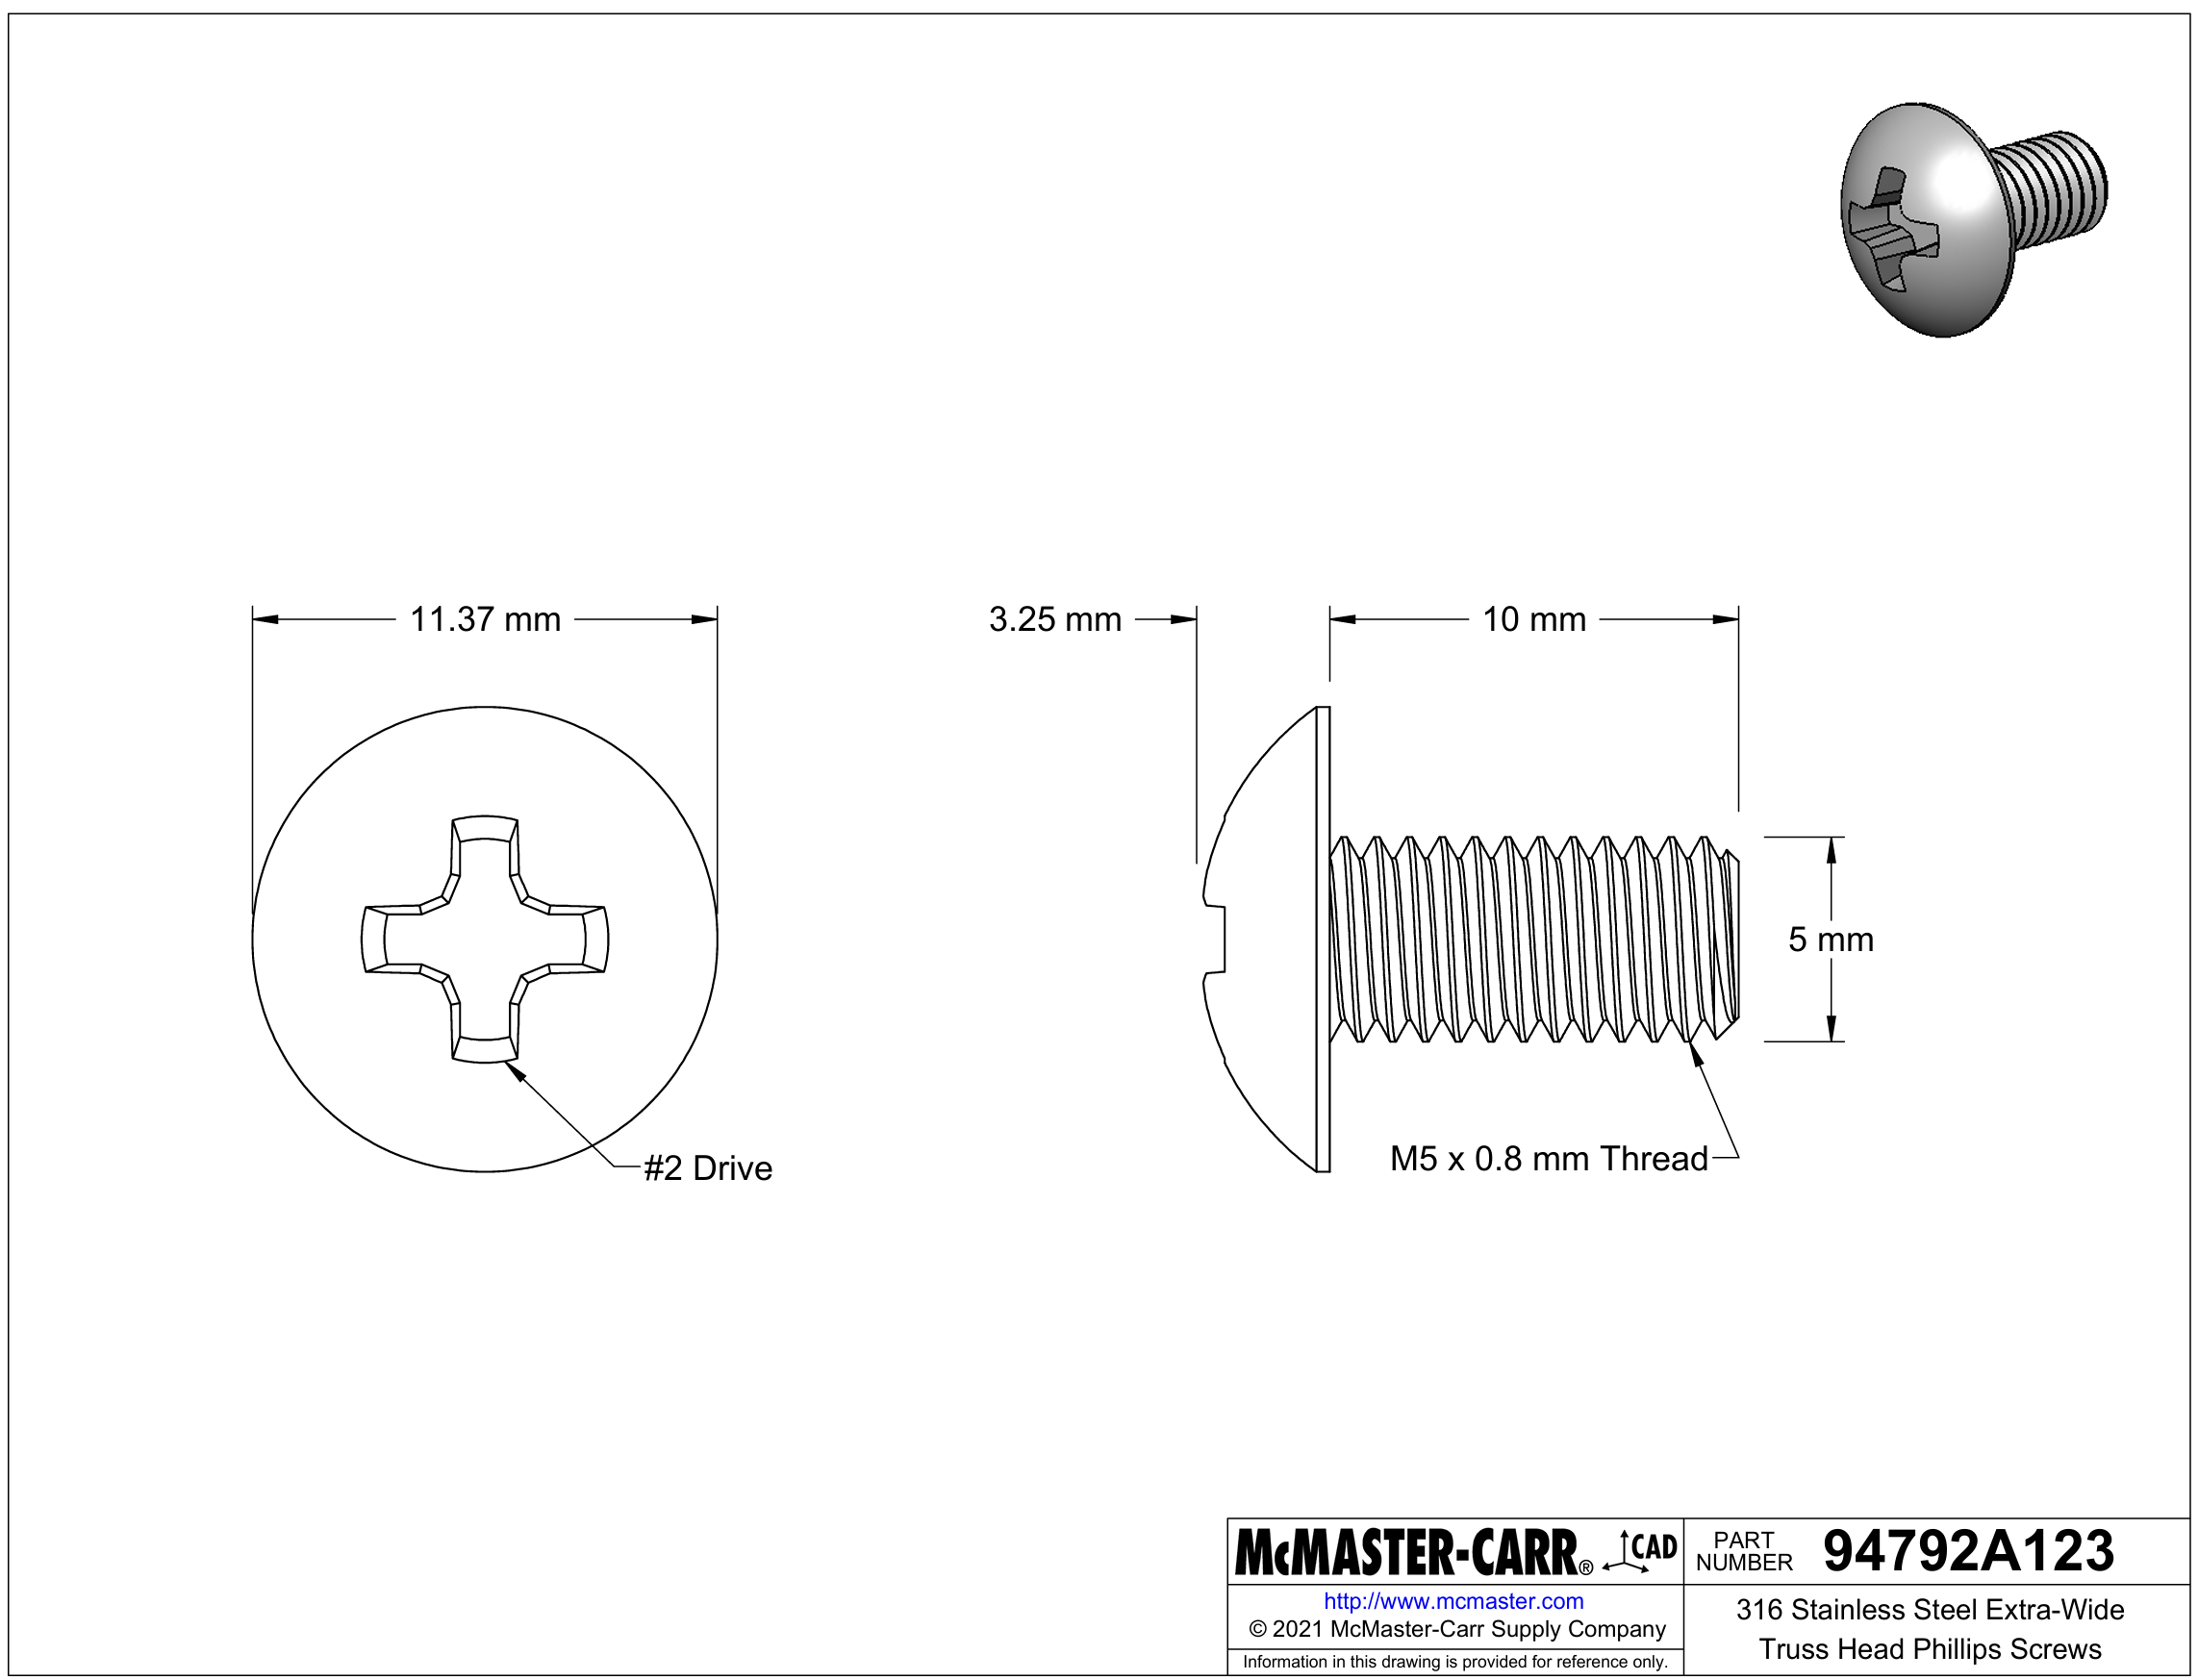 11.37 mm
3.25 mm
10 mm
5 mm
#2 Drive
M5 x 0.8 mm Thread
McMASTER-CARR® CAD
PART NUMBER
94792A123
http://www.mcmaster.com
© 2021 McMaster-Carr Supply Company
Information in this drawing is provided for reference only.
316 Stainless Steel Extra-Wide
Truss Head Phillips Screws